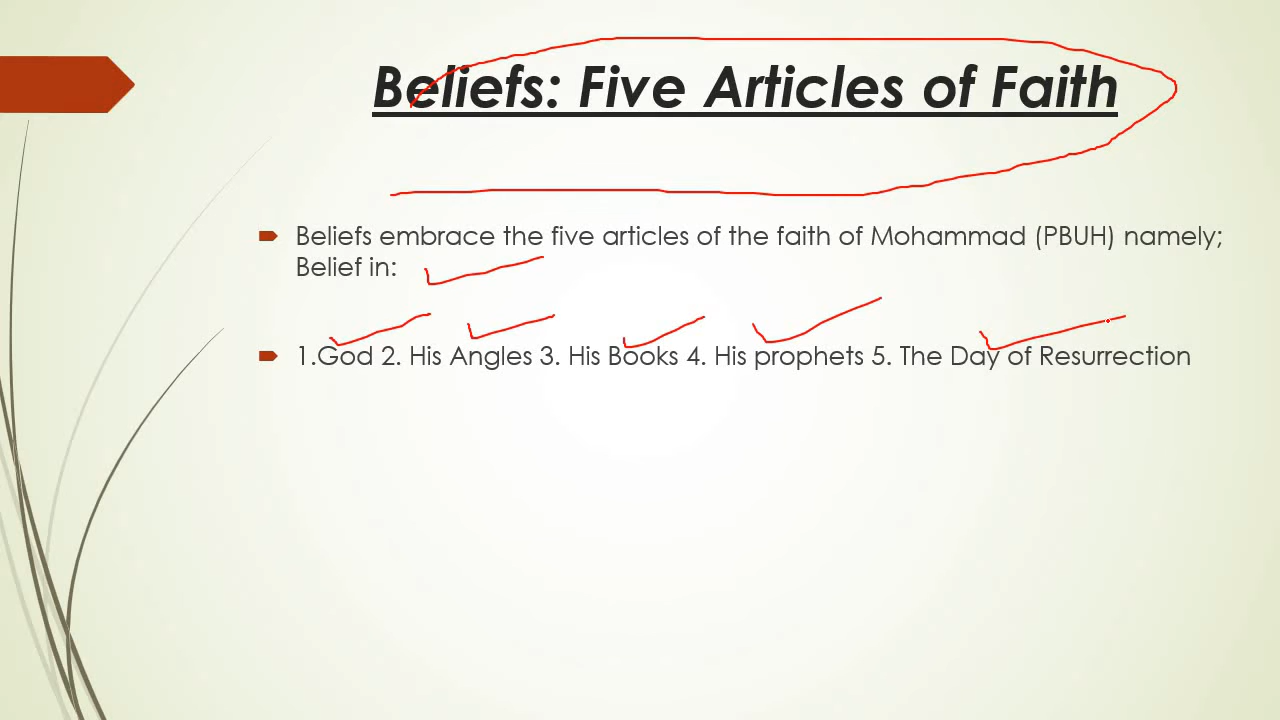 Beliefs: Five Articles of Faith
Beliefs embrace the five articles of the faith of Mohammad (PBUH) namely;
Belief in:
1.God 2. His Angles 3. His Books 4. His prophets 5. The Day of Resurrection